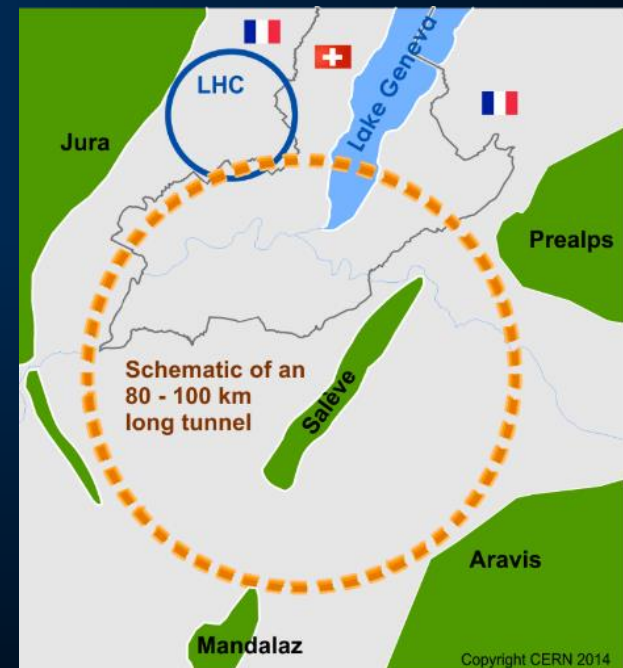 LHC
Lake Geneva
Jura
Prealps
Schematic of an
80 - 100 km
long tunnel
Salève
Aravis
Mandalaz
Copyright CERN 2014